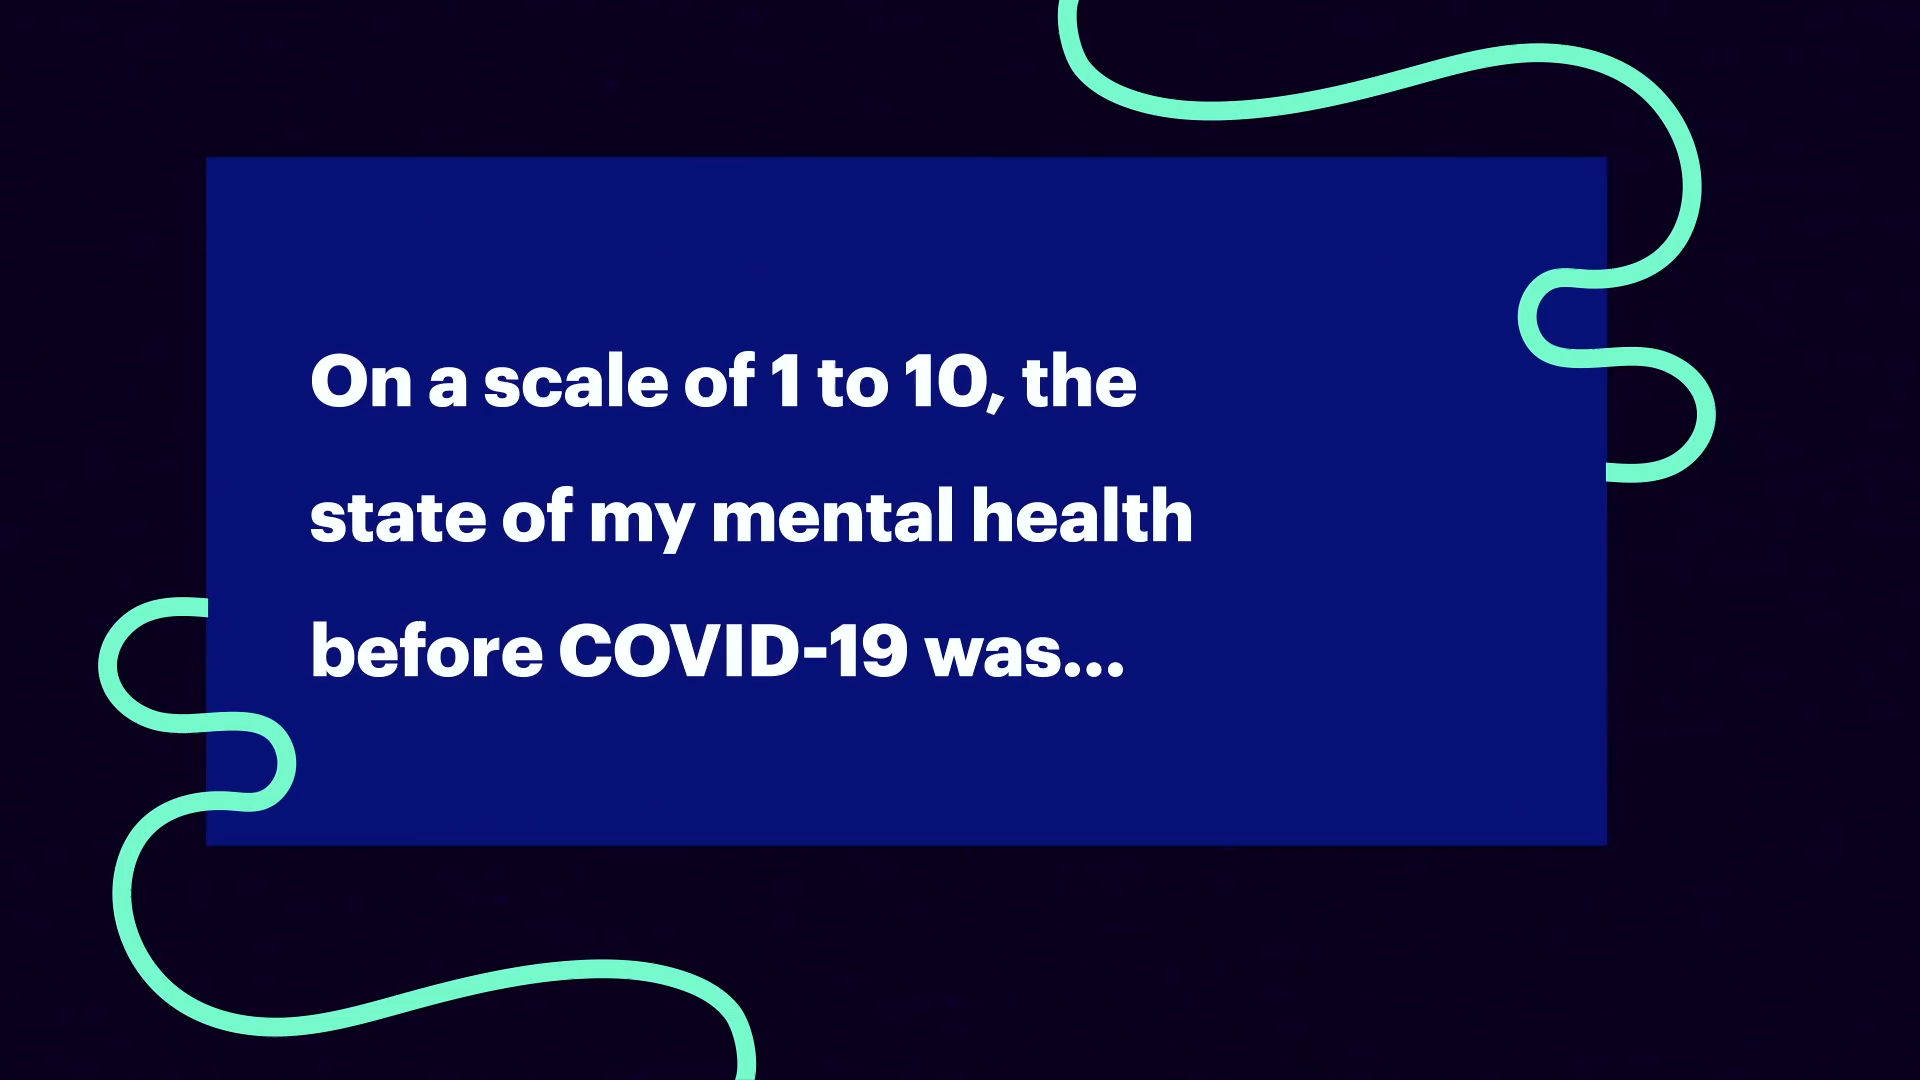 On a scale of 1 to 10, the
state of my mental health
before COVID-19 was...